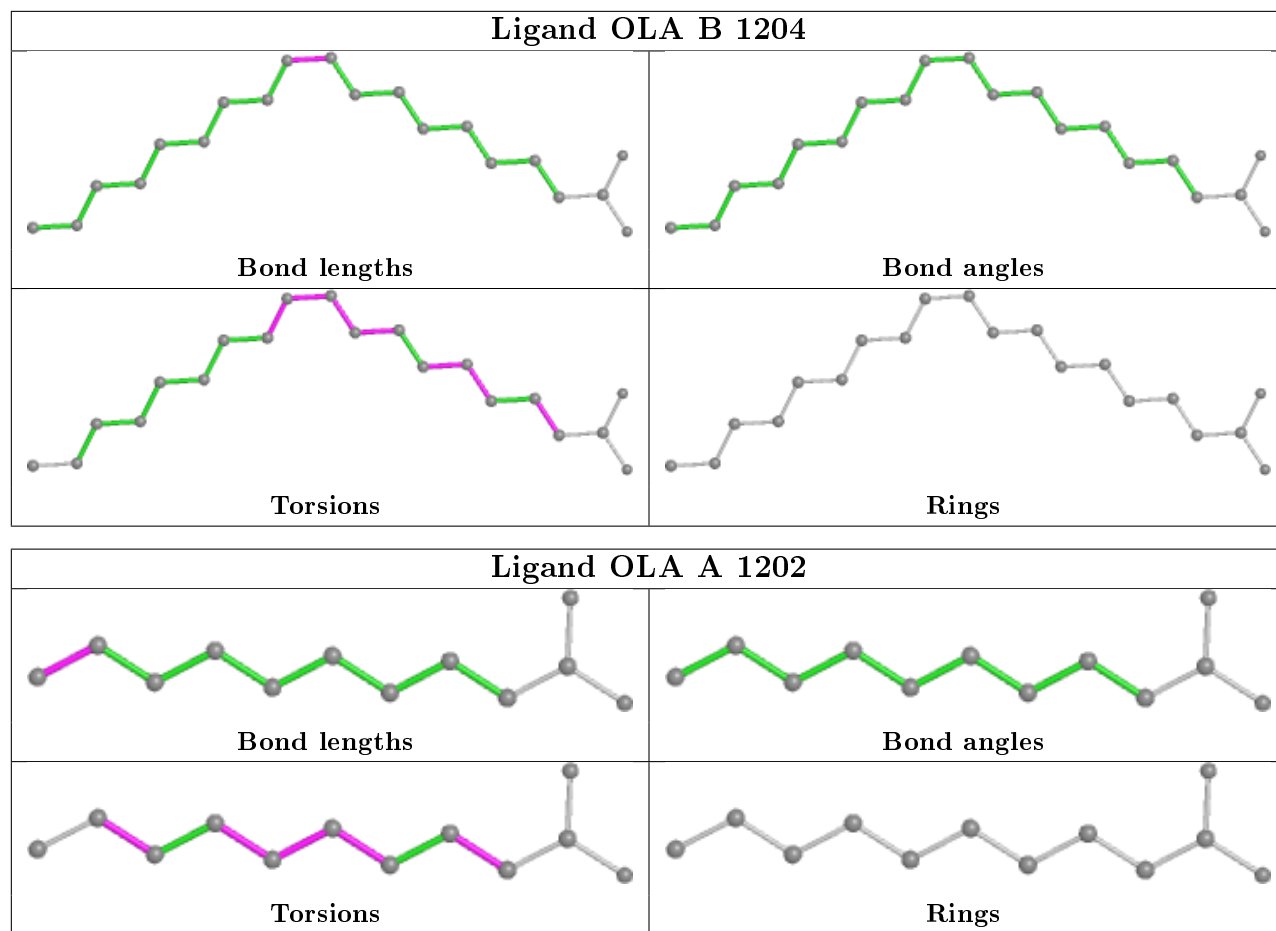 Ligand OLA B 1204
Bond lengths
Bond angles
Torsions
Rings
Ligand OLA A 1202
Bond lengths
Bond angles
Torsions
Rings